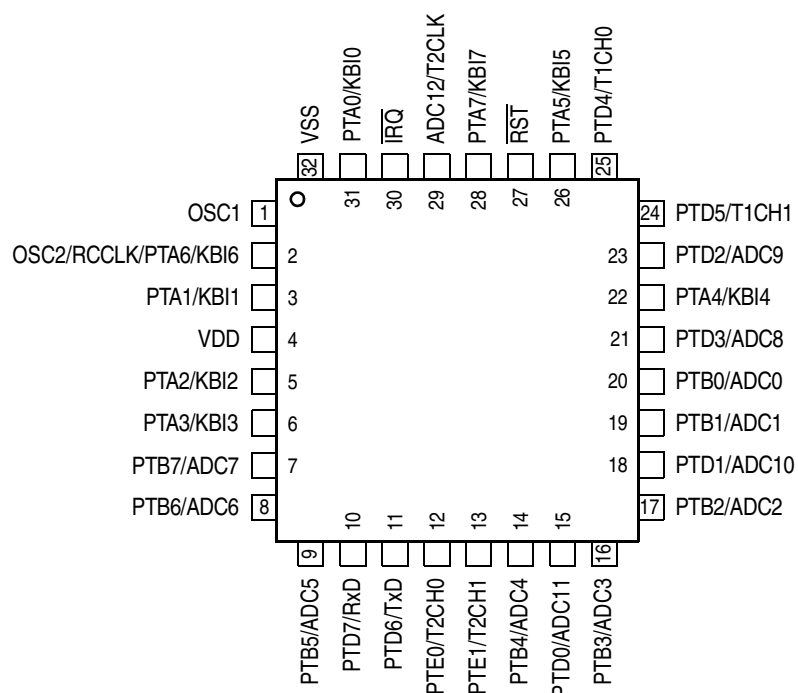 VSS
PTA0/KBI0
IRQ
ADC12/T2CLK
PTA7/KBI7
RST
PTA5/KBI5
PTD4/T1CH0
32
31
30
29
28
27
26
25
OSC1 1
OSC2/RCCLK/PTA6/KBI6 2
PTA1/KBI1 3
VDD 4
PTA2/KBI2 5
PTA3/KBI3 6
PTB7/ADC7 7
PTB6/ADC6 8
24 PTD5/T1CH1
23 PTD2/ADC9
22 PTA4/KBI4
21 PTD3/ADC8
20 PTB0/ADC0
19 PTB1/ADC1
18 PTD1/ADC10
17 PTB2/ADC2
9
10
11
12
13
14
15
16
PTB5/ADC5
PTD7/RxD
PTD6/TxD
PTE0/T2CH0
PTE1/T2CH1
PTB4/ADC4
PTD0/ADC11
PTB3/ADC3